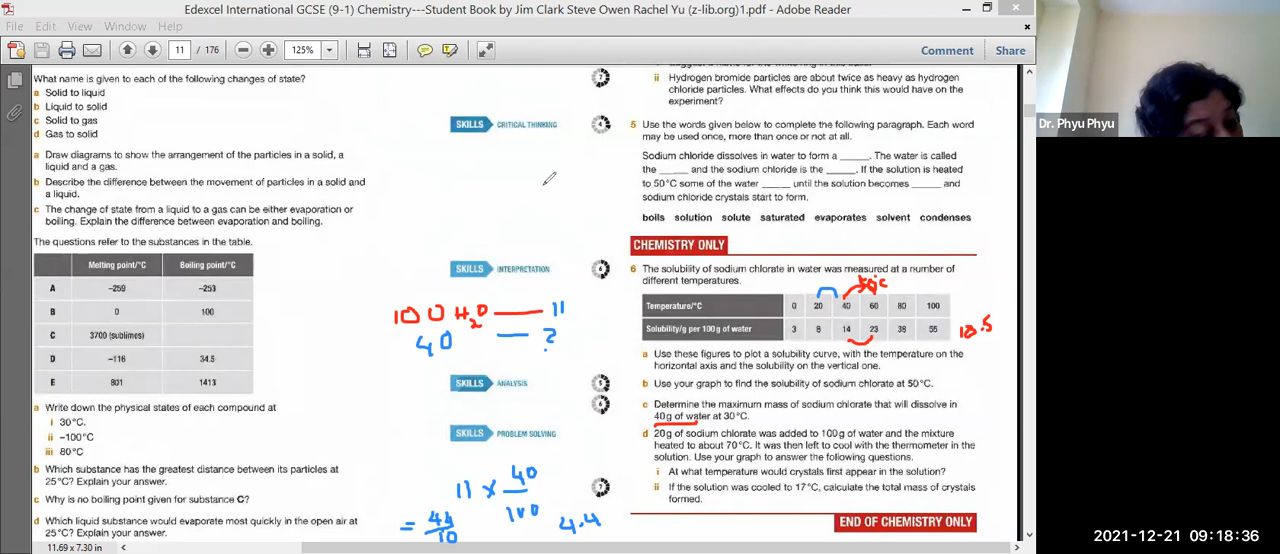 Edexcel International GCSE (9-1) Chemistry---Student Book by Jim Clark Steve Owen Rachel Yu (z-lib.org)1.pdf - Adobe Reader
File Edit View Window Help
11 / 176 125% Comment Share
What name is given to each of the following changes of state?
a Solid to liquid
b Liquid to solid
c Solid to gas
d Gas to solid
a Draw diagrams to show the arrangement of the particles in a solid, a
liquid and a gas.
b Describe the difference between the movement of particles in a solid and
a liquid.
c The change of state from a liquid to a gas can be either evaporation or
boiling. Explain the difference between evaporation and boiling.
The questions refer to the substances in the table.
Melting point/°C Boiling point/°C
A –259 –253
B 0 100
C 3700 (sublimes)
D –116 34.5
E 801 1413
a Write down the physical states of each compound at
i 30°C.
ii –100°C
iii 80°C
b Which substance has the greatest distance between its particles at
25°C? Explain your answer.
c Why is no boiling point given for substance C?
d Which liquid substance would evaporate most quickly in the open air at
25°C? Explain your answer.
7
SKILLS CRITICAL THINKING 4
SKILLS INTERPRETATION 6
100 H2O — 11
40 — ?
SKILLS ANALYSIS 5
6
SKILLS PROBLEM SOLVING
7
11 × 40/100
= 44/10 4.4
ii Hydrogen bromide particles are about twice as heavy as hydrogen
chloride particles. What effects do you think this would have on the
experiment?
5 Use the words given below to complete the following paragraph. Each word
may be used once, more than once or not at all.
Sodium chloride dissolves in water to form a ______. The water is called
the ______ and the sodium chloride is the ______. If the solution is heated
to 50°C some of the water ______ until the solution becomes ______ and
sodium chloride crystals start to form.
boils solution solute saturated evaporates solvent condenses
CHEMISTRY ONLY
6 The solubility of sodium chlorate in water was measured at a number of
different temperatures.
Temperature/°C 0 20 40 60 80 100
Solubility/g per 100g of water 3 8 14 23 38 55
18.5
a Use these figures to plot a solubility curve, with the temperature on the
horizontal axis and the solubility on the vertical one.
b Use your graph to find the solubility of sodium chlorate at 50°C.
c Determine the maximum mass of sodium chlorate that will dissolve in
40g of water at 30°C.
d 20g of sodium chlorate was added to 100g of water and the mixture
heated to about 70°C. It was then left to cool with the thermometer in the
solution. Use your graph to answer the following questions.
i At what temperature would crystals first appear in the solution?
ii If the solution was cooled to 17°C, calculate the total mass of crystals
formed.
END OF CHEMISTRY ONLY
11.69 x 7.30 in
Dr. Phyu Phyu
2021-12-21 09:18:36